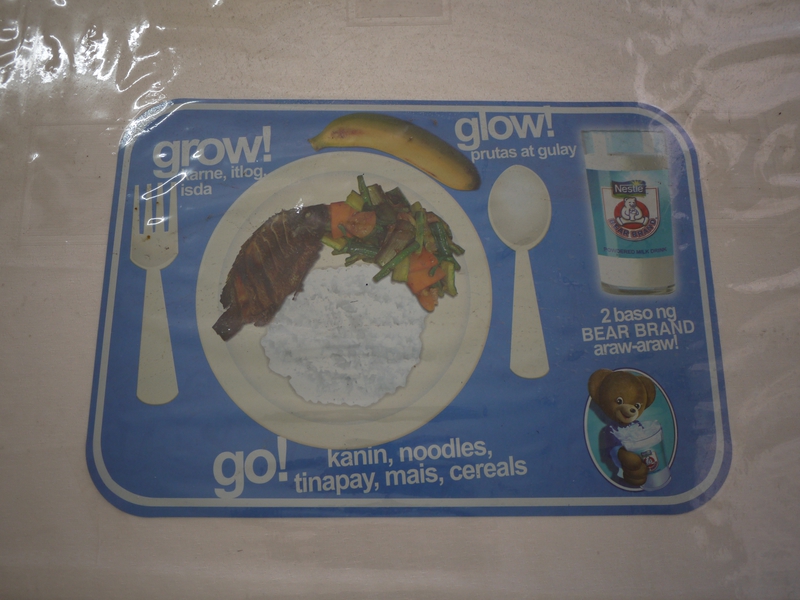 grow!
karne, itlog,
isda
glow!
prutas at gulay
Nestlé
BEAR BRAND
2 baso ng
BEAR BRAND
araw-araw!
go!
kanin, noodles,
tinapay, mais, cereals